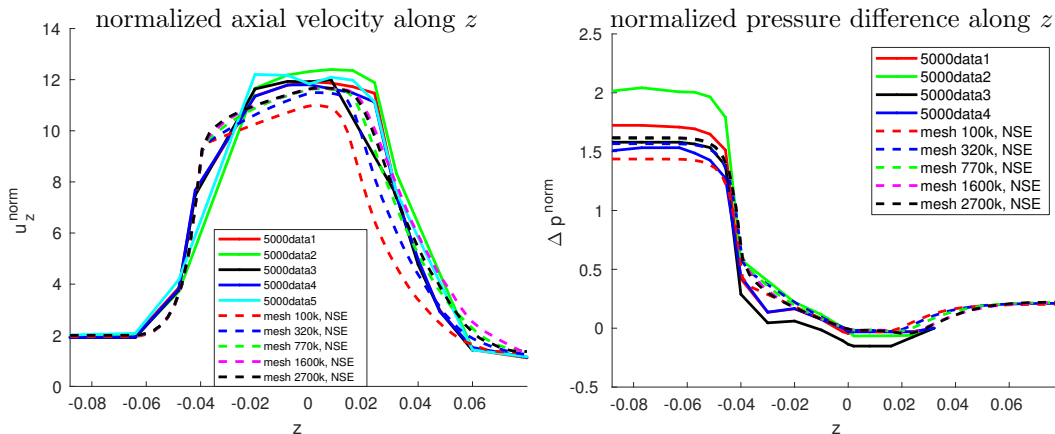 normalized axial velocity along z
14
12
10
8
6
4
2
0
u_z^norm
5000data1
5000data2
5000data3
5000data4
5000data5
mesh 100k, NSE
mesh 320k, NSE
mesh 770k, NSE
mesh 1600k, NSE
mesh 2700k, NSE
-0.08 -0.06 -0.04 -0.02 0 0.02 0.04 0.06
z
normalized pressure difference along z
2.5
2
1.5
1
0.5
0
-0.5
Δ p^norm
5000data1
5000data2
5000data3
5000data4
mesh 100k, NSE
mesh 320k, NSE
mesh 770k, NSE
mesh 1600k, NSE
mesh 2700k, NSE
-0.08 -0.06 -0.04 -0.02 0 0.02 0.04 0.06
z